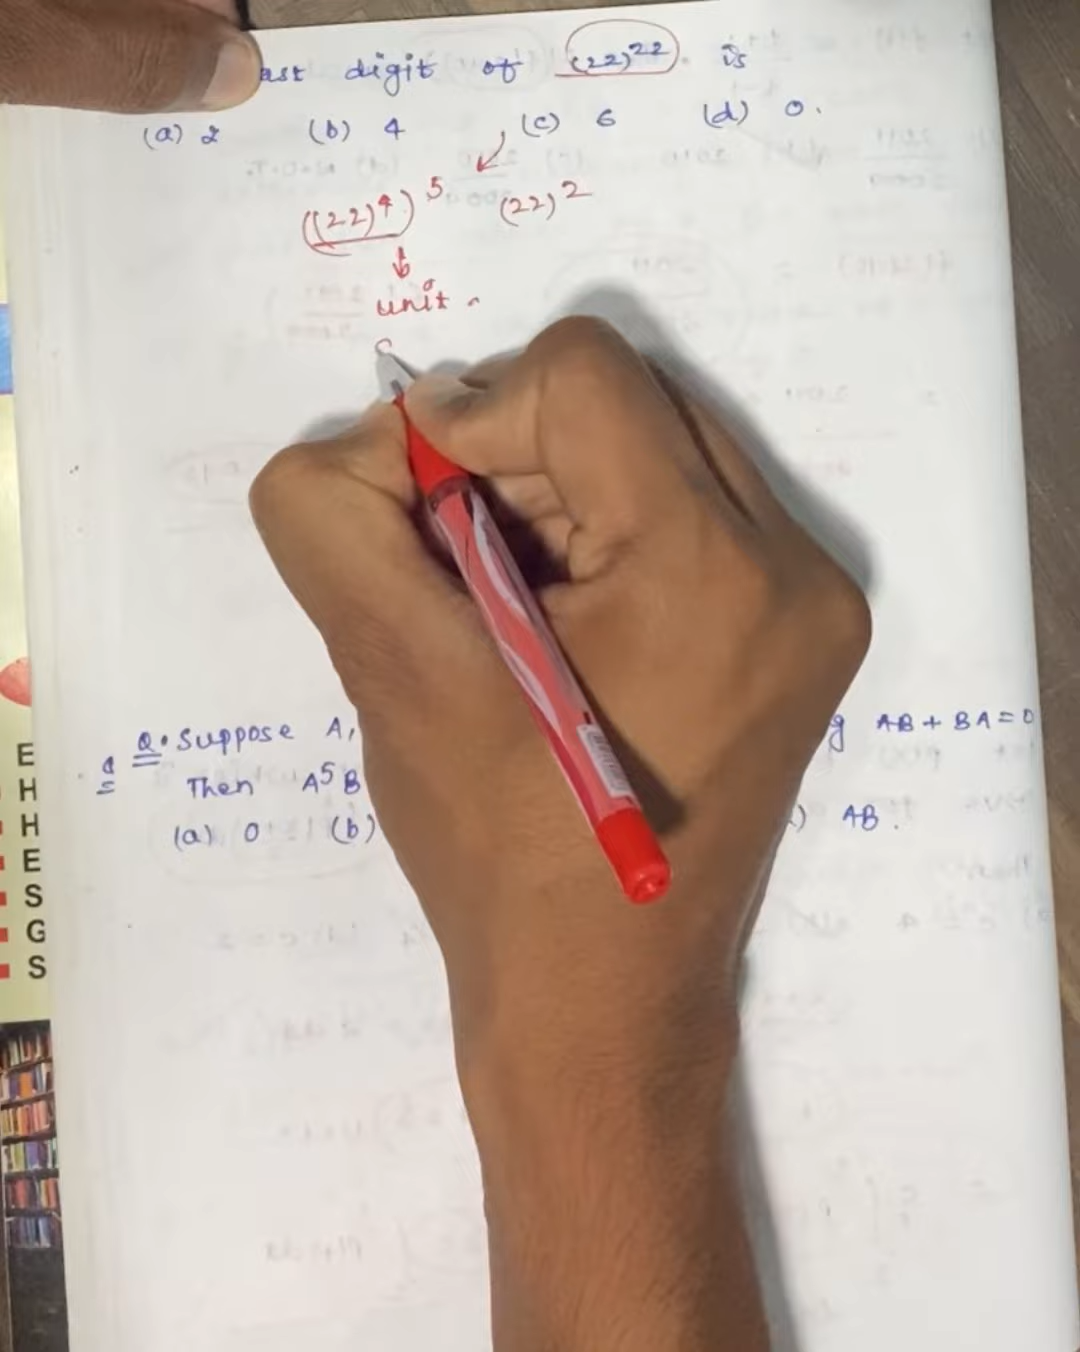 ast digit of (22)²² is
(a) 2 (b) 4 (c) 6 (d) 0.
((22)⁴)⁵ (22)²
unit
Q. Suppose A, AB + BA = 0
Then A⁵B
(a) 0 (b) AB.
E
H
H
E
S
G
S